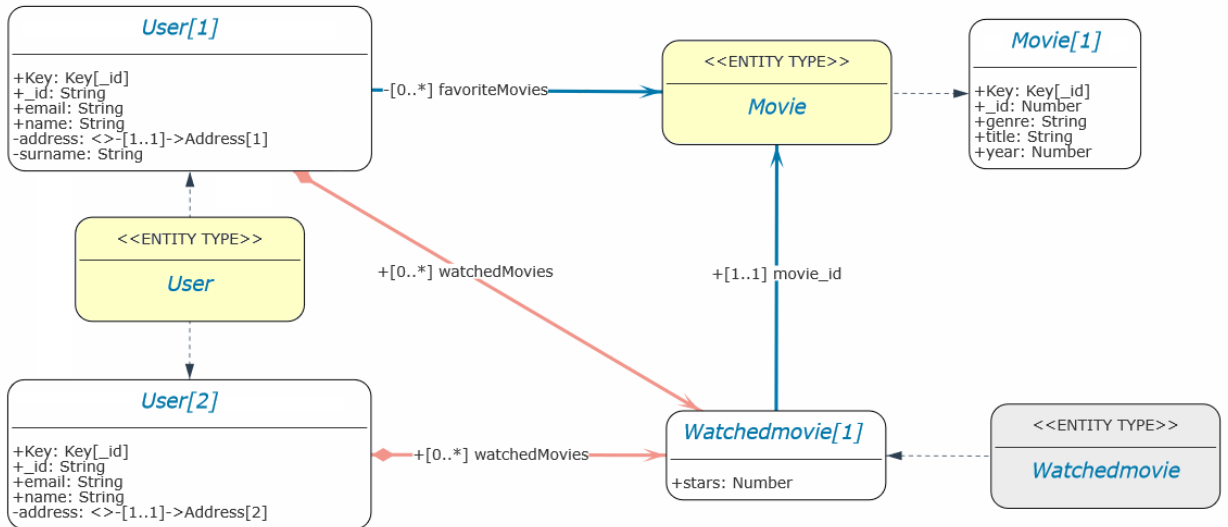 User[1]
+Key: Key[_id]
+_id: String
+email: String
+name: String
-address: <>-[1..1]->Address[1]
-surname: String
-[0..*] favoriteMovies
<<ENTITY TYPE>>
Movie
Movie[1]
+Key: Key[_id]
+_id: Number
+genre: String
+title: String
+year: Number
<<ENTITY TYPE>>
User
+[0..*] watchedMovies
+[1..1] movie_id
User[2]
+Key: Key[_id]
+_id: String
+email: String
+name: String
-address: <>-[1..1]->Address[2]
+[0..*] watchedMovies
Watchedmovie[1]
+stars: Number
<<ENTITY TYPE>>
Watchedmovie